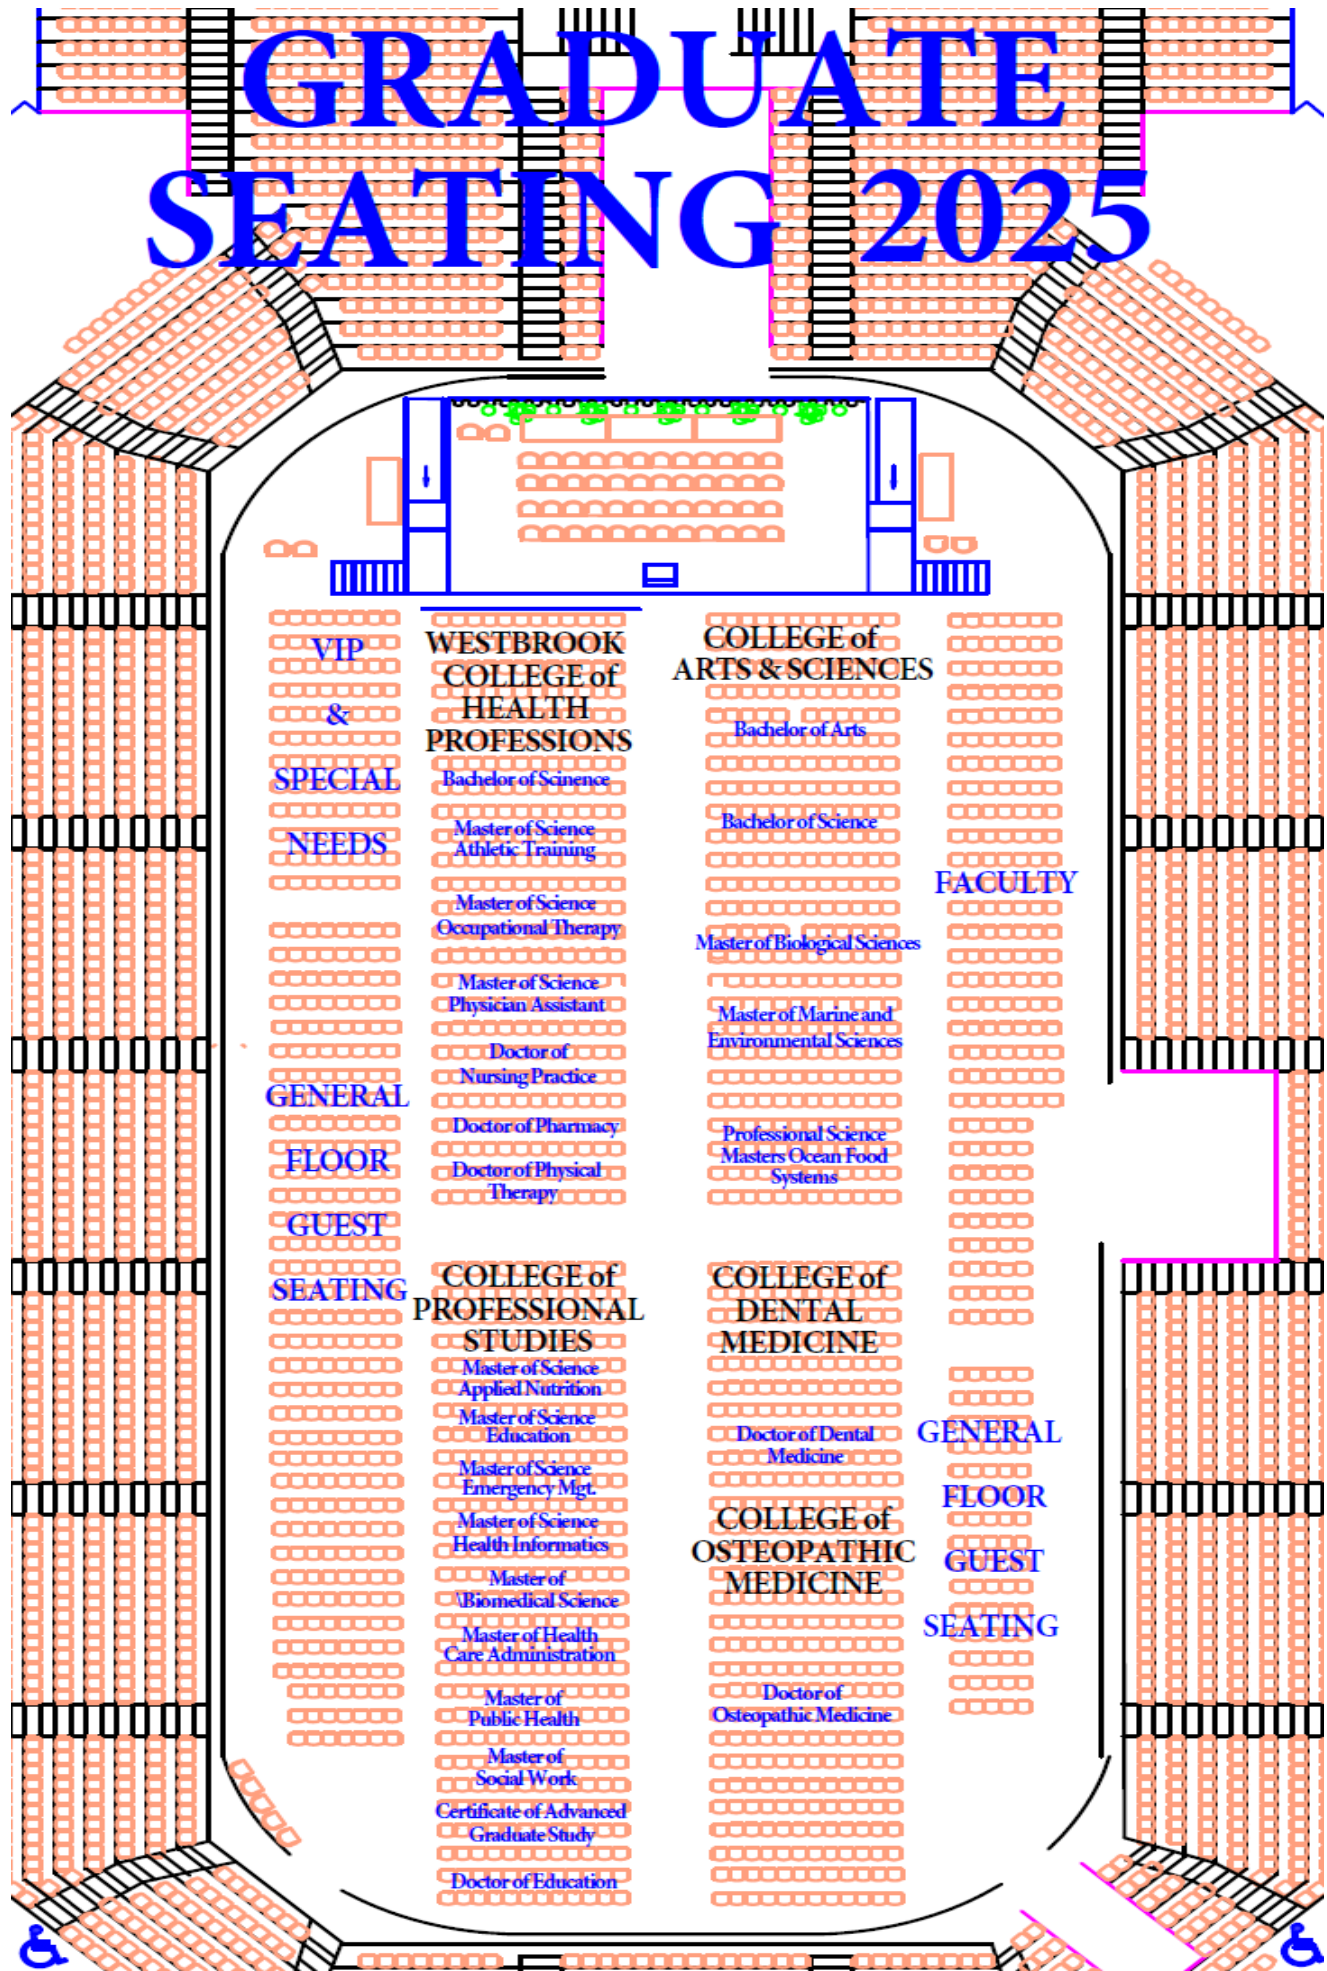 GRADUATE
SEATING 2025
VIP
&
SPECIAL
NEEDS
GENERAL
FLOOR
GUEST
SEATING
WESTBROOK
COLLEGE of
HEALTH
PROFESSIONS
Bachelor of Scinence
Master of Science
Athletic Training
Master of Science
Occupational Therapy
Master of Science
Physician Assistant
Doctor of
Nursing Practice
Doctor of Pharmacy
Doctor of Physical
Therapy
COLLEGE of
PROFESSIONAL
STUDIES
Master of Science
Applied Nutrition
Master of Science
Education
Master of Science
Emergency Mgt.
Master of Science
Health Informatics
Master of
\Biomedical Science
Master of Health
Care Administration
Master of
Public Health
Master of
Social Work
Certificate of Advanced
Graduate Study
Doctor of Education
COLLEGE of
ARTS & SCIENCES
Bachelor of Arts
Bachelor of Science
Master of Biological Sciences
Master of Marine and
Environmental Sciences
Professional Science
Masters Ocean Food
Systems
COLLEGE of
DENTAL
MEDICINE
Doctor of Dental
Medicine
COLLEGE of
OSTEOPATHIC
MEDICINE
Doctor of
Osteopathic Medicine
FACULTY
GENERAL
FLOOR
GUEST
SEATING